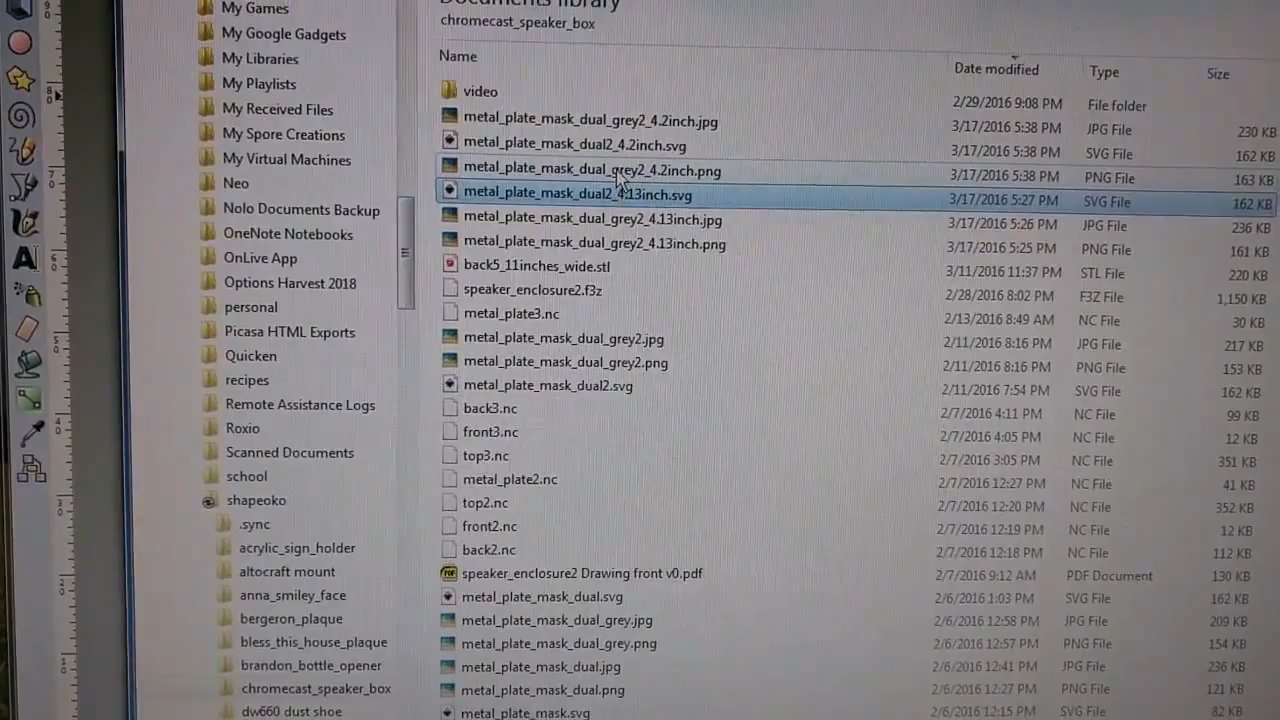 Documents library
chromecast_speaker_box
Name Date modified Type Size
video 2/29/2016 9:08 PM File folder
metal_plate_mask_dual_grey2_4.2inch.jpg 3/17/2016 5:38 PM JPG File 230 KB
metal_plate_mask_dual2_4.2inch.svg 3/17/2016 5:38 PM SVG File 162 KB
metal_plate_mask_dual_grey2_4.2inch.png 3/17/2016 5:38 PM PNG File 163 KB
metal_plate_mask_dual2_4.13inch.svg 3/17/2016 5:27 PM SVG File 162 KB
metal_plate_mask_dual_grey2_4.13inch.jpg 3/17/2016 5:26 PM JPG File 236 KB
metal_plate_mask_dual_grey2_4.13inch.png 3/17/2016 5:25 PM PNG File 161 KB
back5_11inches_wide.stl 3/11/2016 11:37 PM STL File 220 KB
speaker_enclosure2.f3z 2/28/2016 8:02 PM F3Z File 1,150 KB
metal_plate3.nc 2/13/2016 8:49 AM NC File 30 KB
metal_plate_mask_dual_grey2.jpg 2/11/2016 8:16 PM JPG File 217 KB
metal_plate_mask_dual_grey2.png 2/11/2016 8:16 PM PNG File 153 KB
metal_plate_mask_dual2.svg 2/11/2016 7:54 PM SVG File 162 KB
back3.nc 2/7/2016 4:11 PM NC File 99 KB
front3.nc 2/7/2016 4:05 PM NC File 12 KB
top3.nc 2/7/2016 3:05 PM NC File 351 KB
metal_plate2.nc 2/7/2016 12:27 PM NC File 41 KB
top2.nc 2/7/2016 12:20 PM NC File 352 KB
front2.nc 2/7/2016 12:19 PM NC File 12 KB
back2.nc 2/7/2016 12:18 PM NC File 112 KB
speaker_enclosure2 Drawing front v0.pdf 2/7/2016 9:12 AM PDF Document 130 KB
metal_plate_mask_dual.svg 2/6/2016 1:03 PM SVG File 162 KB
metal_plate_mask_dual_grey.jpg 2/6/2016 12:58 PM JPG File 209 KB
metal_plate_mask_dual_grey.png 2/6/2016 12:57 PM PNG File 154 KB
metal_plate_mask_dual.jpg 2/6/2016 12:41 PM JPG File 236 KB
metal_plate_mask_dual.png 2/6/2016 12:27 PM PNG File 121 KB
metal_plate_mask.svg 2/6/2016 12:15 PM SVG File 82 KB
My Games
My Google Gadgets
My Libraries
My Playlists
My Received Files
My Spore Creations
My Virtual Machines
Neo
Nolo Documents Backup
OneNote Notebooks
OnLive App
Options Harvest 2018
personal
Picasa HTML Exports
Quicken
recipes
Remote Assistance Logs
Roxio
Scanned Documents
school
shapeoko
.sync
acrylic_sign_holder
altocraft mount
anna_smiley_face
bergeron_plaque
bless_this_house_plaque
brandon_bottle_opener
chromecast_speaker_box
dw660 dust shoe